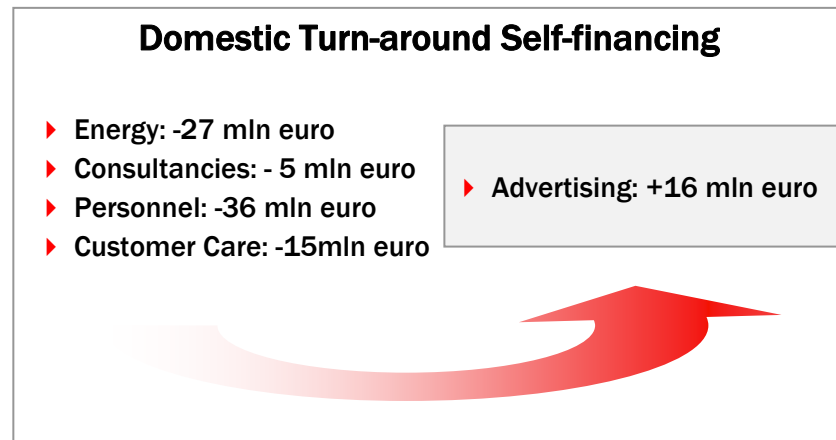 Domestic Turn-around Self-financing
Energy: -27 mln euro
Consultancies: - 5 mln euro
Personnel: -36 mln euro
Customer Care: -15mln euro
Advertising: +16 mln euro